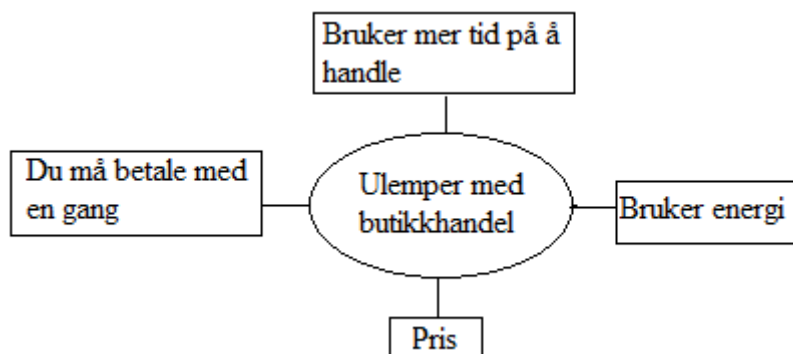 Bruker mer tid på å
handle
Du må betale med
en gang
Ulemper med
butikkhandel
Bruker energi
Pris